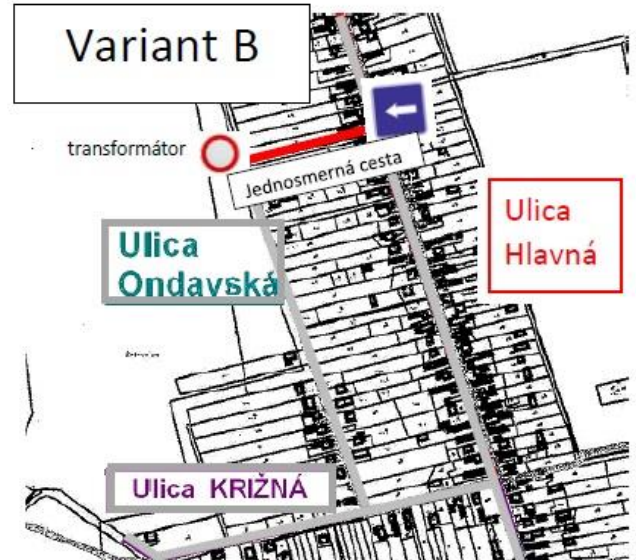 Variant B
transformátor
Jednosmerná cesta
Ulica
Hlavná
Ulica
Ondavská
Ulica KRIŽNÁ